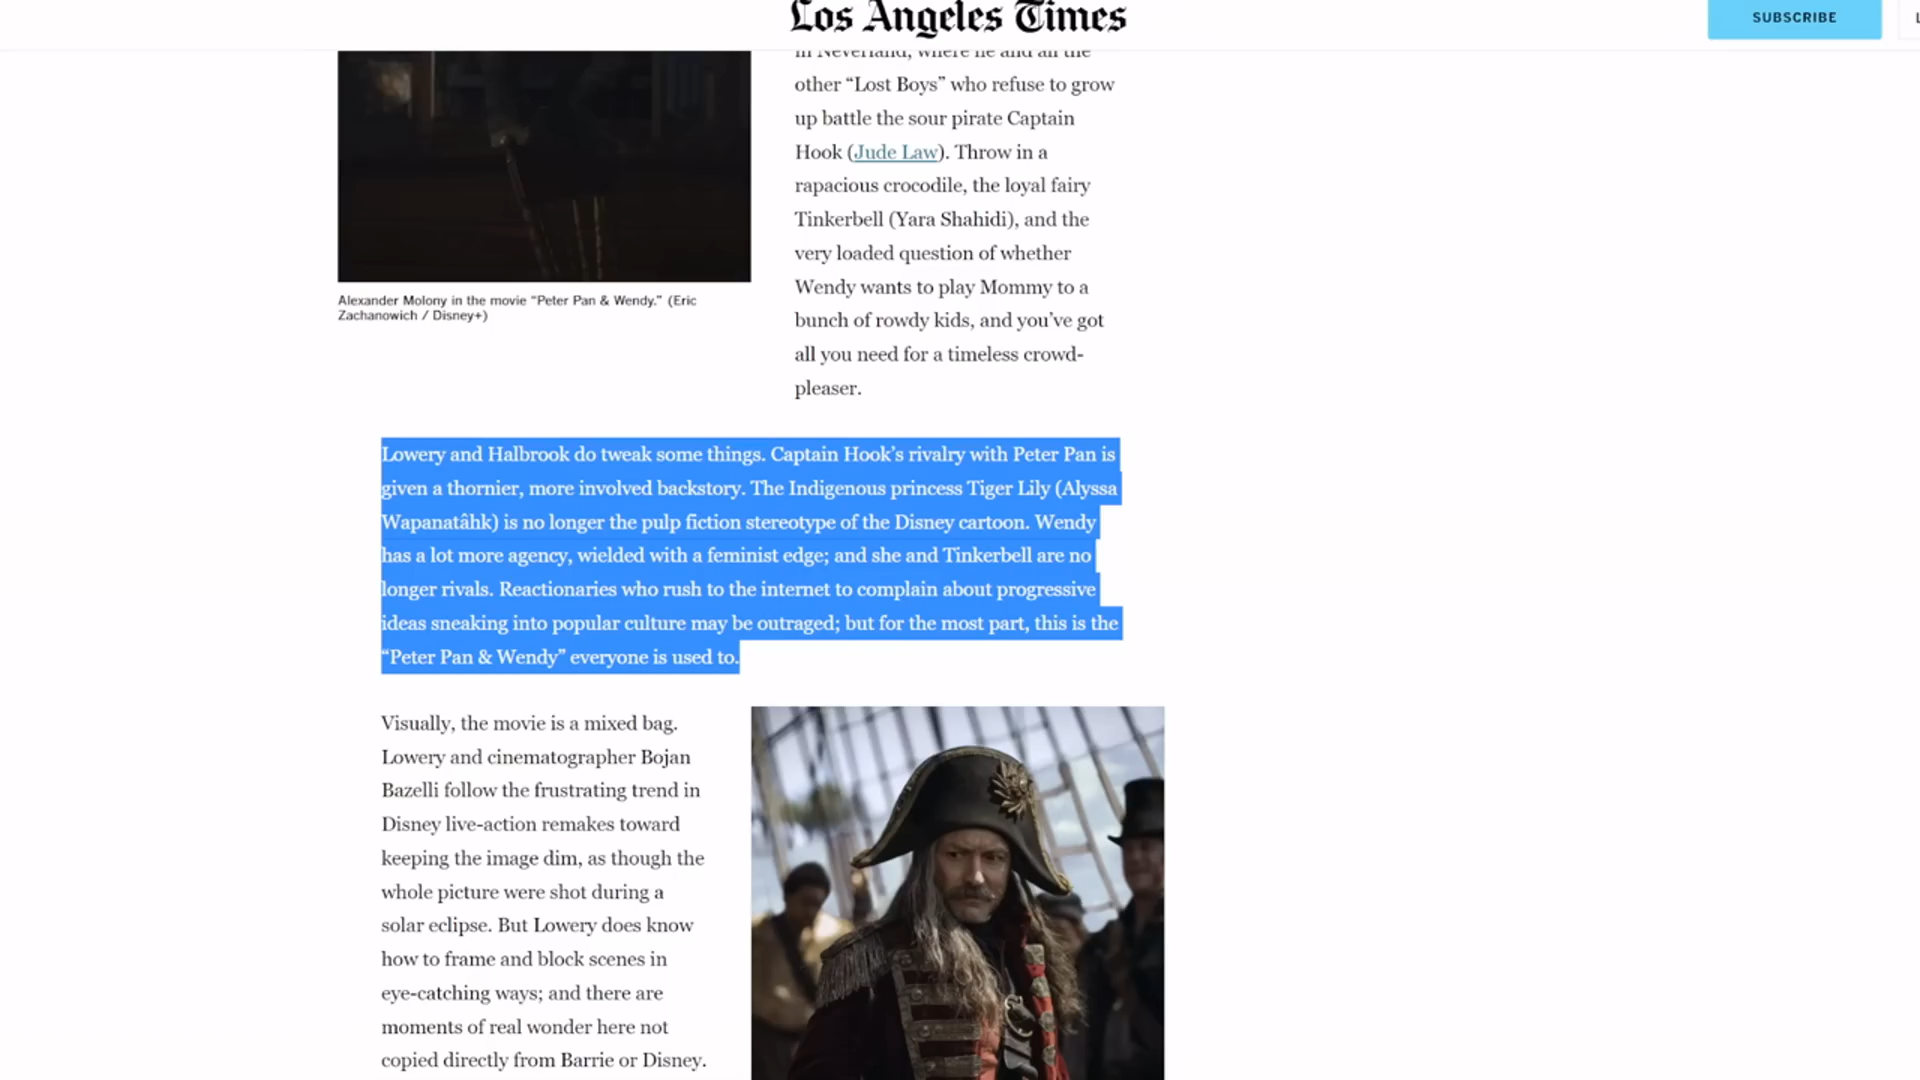 Los Angeles Times
SUBSCRIBE
in Neverland, where he and all the
other “Lost Boys” who refuse to grow
up battle the sour pirate Captain
Hook (Jude Law). Throw in a
rapacious crocodile, the loyal fairy
Tinkerbell (Yara Shahidi), and the
very loaded question of whether
Wendy wants to play Mommy to a
bunch of rowdy kids, and you’ve got
all you need for a timeless crowd-
pleaser.
Alexander Molony in the movie “Peter Pan & Wendy.” (Eric
Zachanowich / Disney+)
Lowery and Halbrook do tweak some things. Captain Hook’s rivalry with Peter Pan is
given a thornier, more involved backstory. The Indigenous princess Tiger Lily (Alyssa
Wapanatâhk) is no longer the pulp fiction stereotype of the Disney cartoon. Wendy
has a lot more agency, wielded with a feminist edge; and she and Tinkerbell are no
longer rivals. Reactionaries who rush to the internet to complain about progressive
ideas sneaking into popular culture may be outraged; but for the most part, this is the
“Peter Pan & Wendy” everyone is used to.
Visually, the movie is a mixed bag.
Lowery and cinematographer Bojan
Bazelli follow the frustrating trend in
Disney live-action remakes toward
keeping the image dim, as though the
whole picture were shot during a
solar eclipse. But Lowery does know
how to frame and block scenes in
eye-catching ways; and there are
moments of real wonder here not
copied directly from Barrie or Disney.